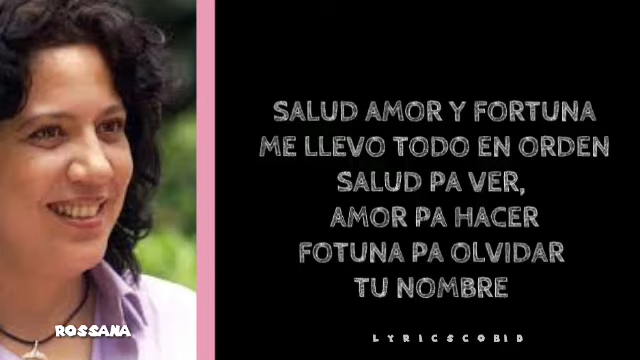 SALUD AMOR Y FORTUNA
ME LLEVO TODO EN ORDEN
SALUD PA VER,
AMOR PA HACER
FOTUNA PA OLVIDAR
TU NOMBRE
ROSSANA
LYRICSCOBID